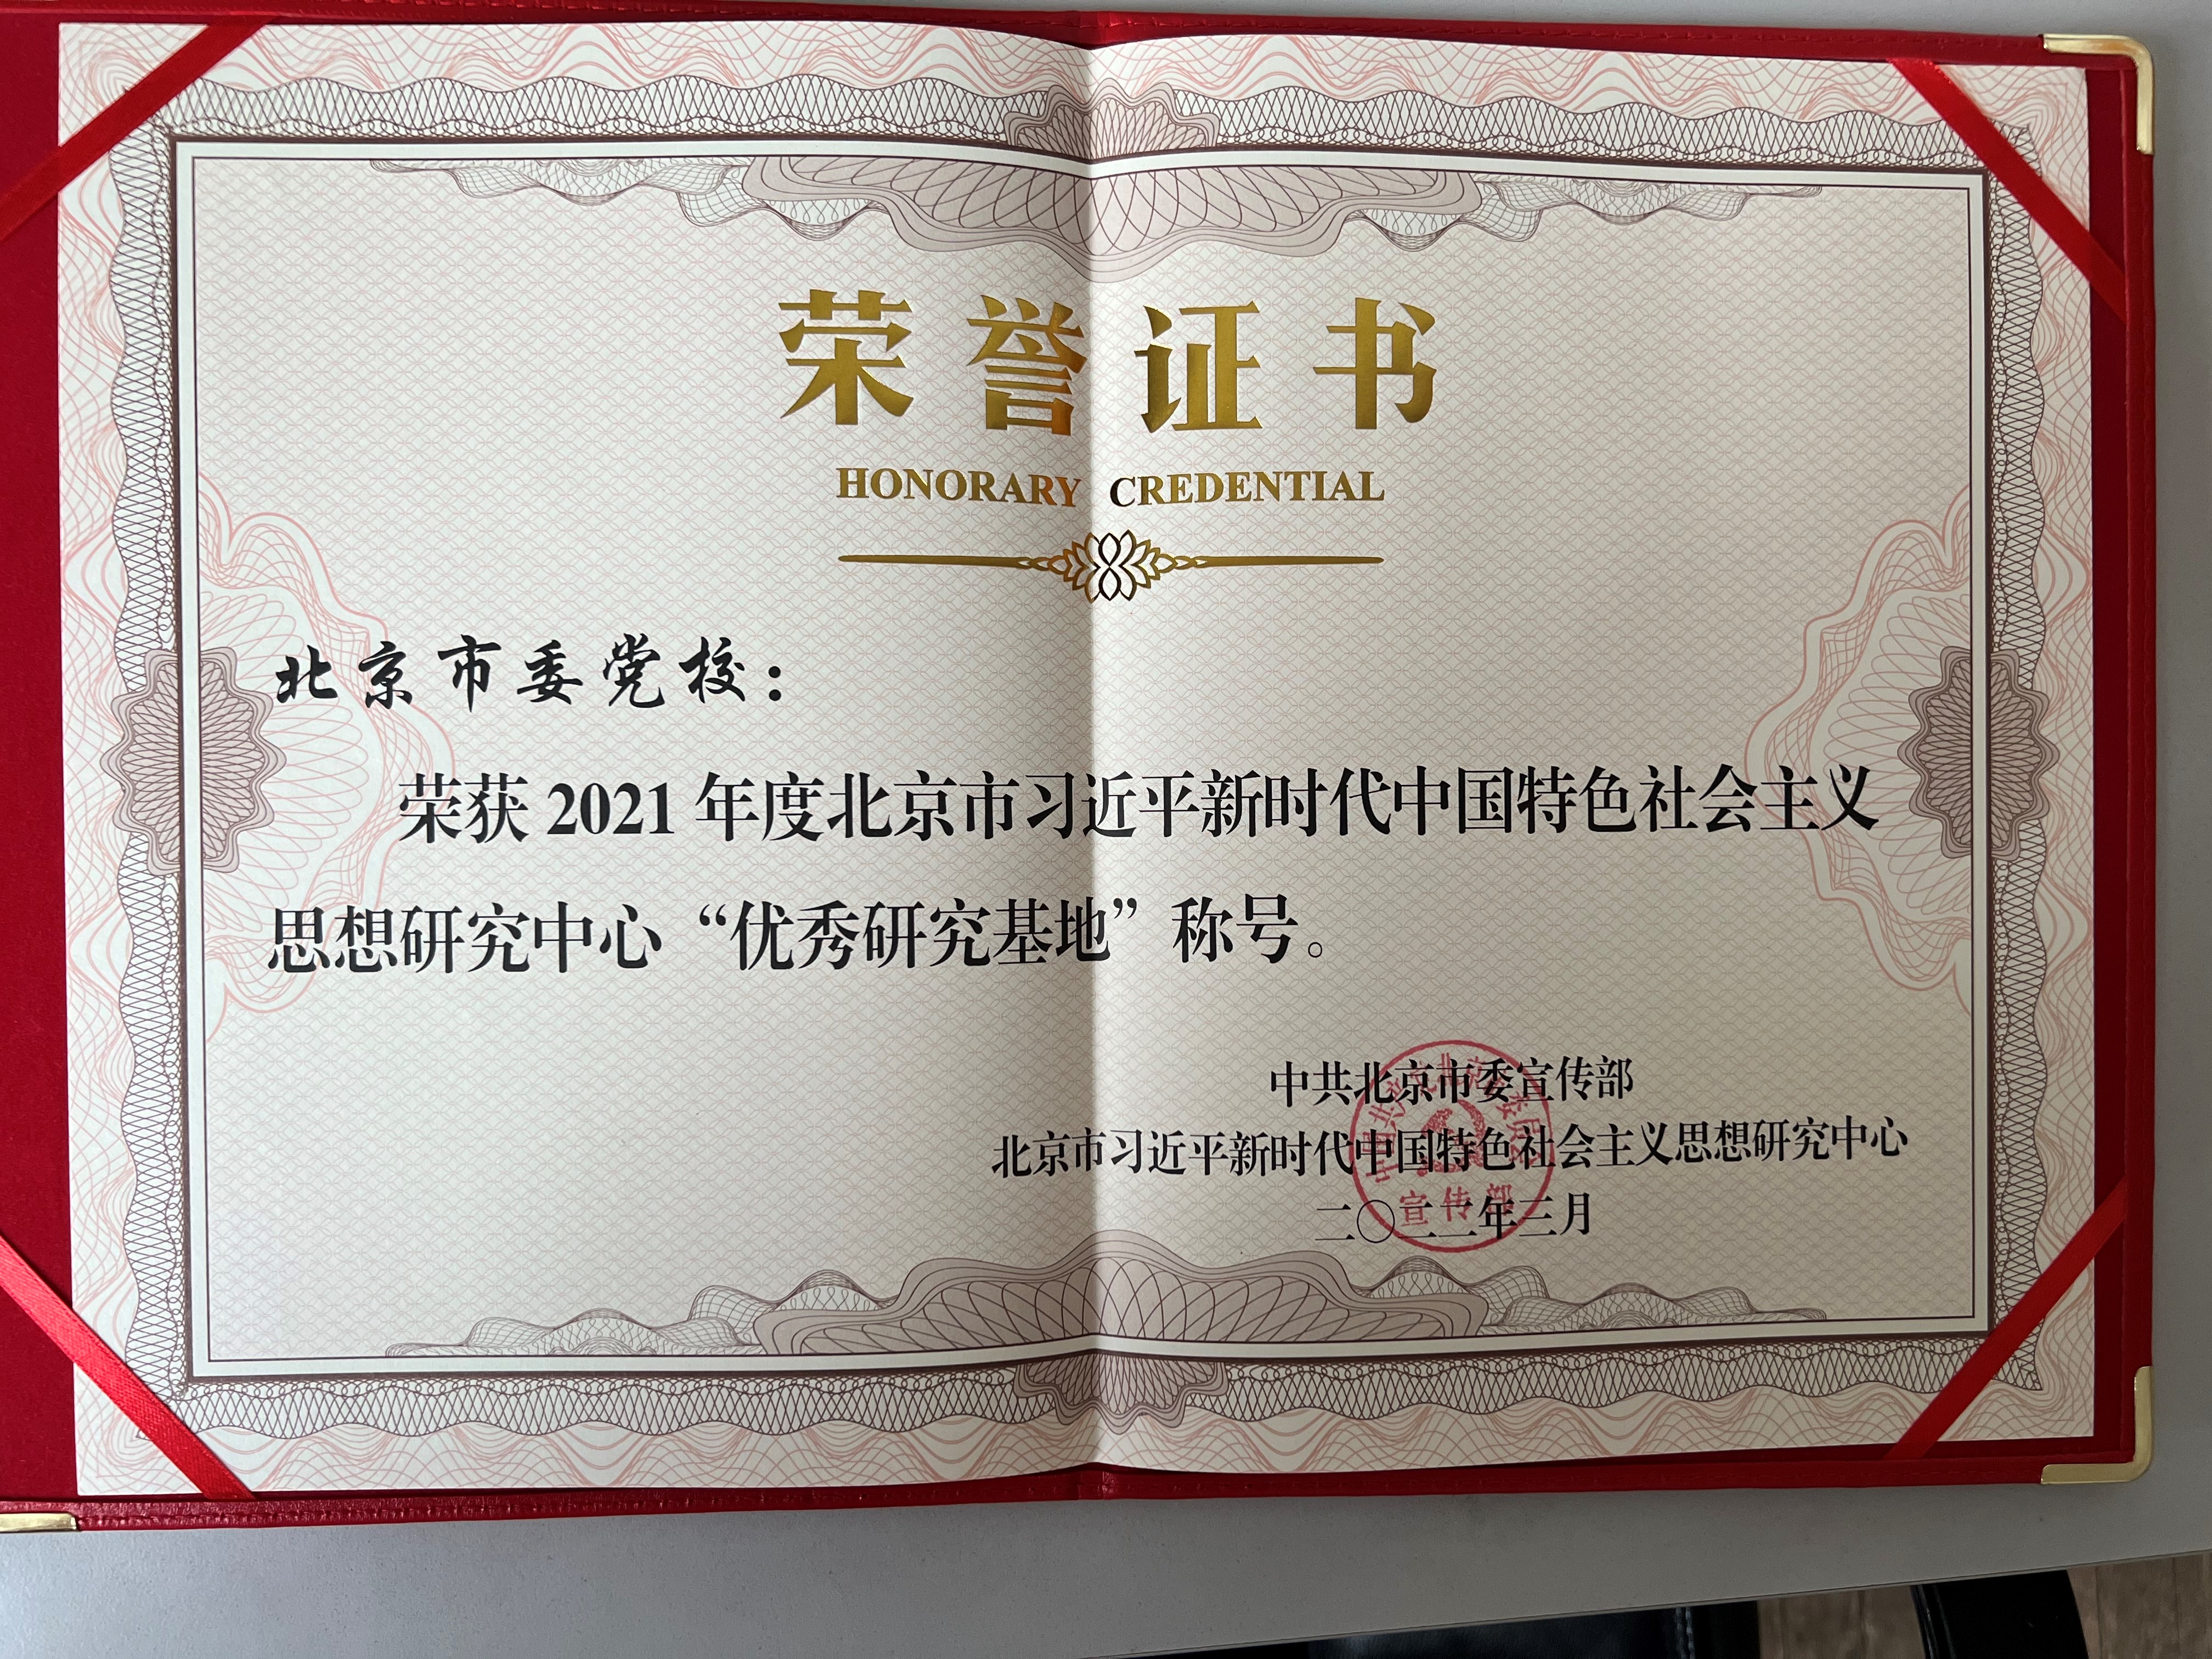 荣誉证书
HONORARY CREDENTIAL
北京市委党校：
荣获 2021 年度北京市习近平新时代中国特色社会主义
思想研究中心“优秀研究基地”称号。
中共北京市委宣传部
北京市习近平新时代中国特色社会主义思想研究中心
二〇二二年三月
宣传部